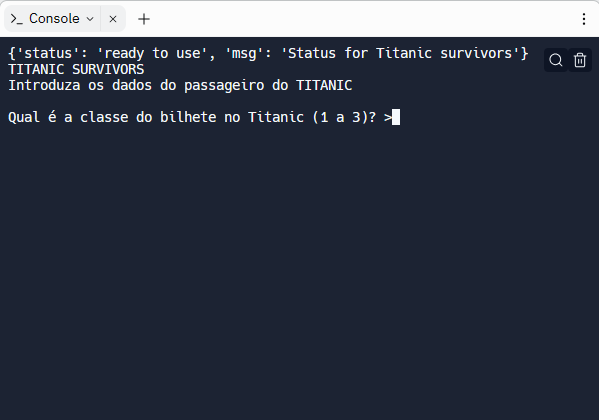 Console
{'status': 'ready to use', 'msg': 'Status for Titanic survivors'}
TITANIC SURVIVORS
Introduza os dados do passageiro do TITANIC
Qual é a classe do bilhete no Titanic (1 a 3)? >